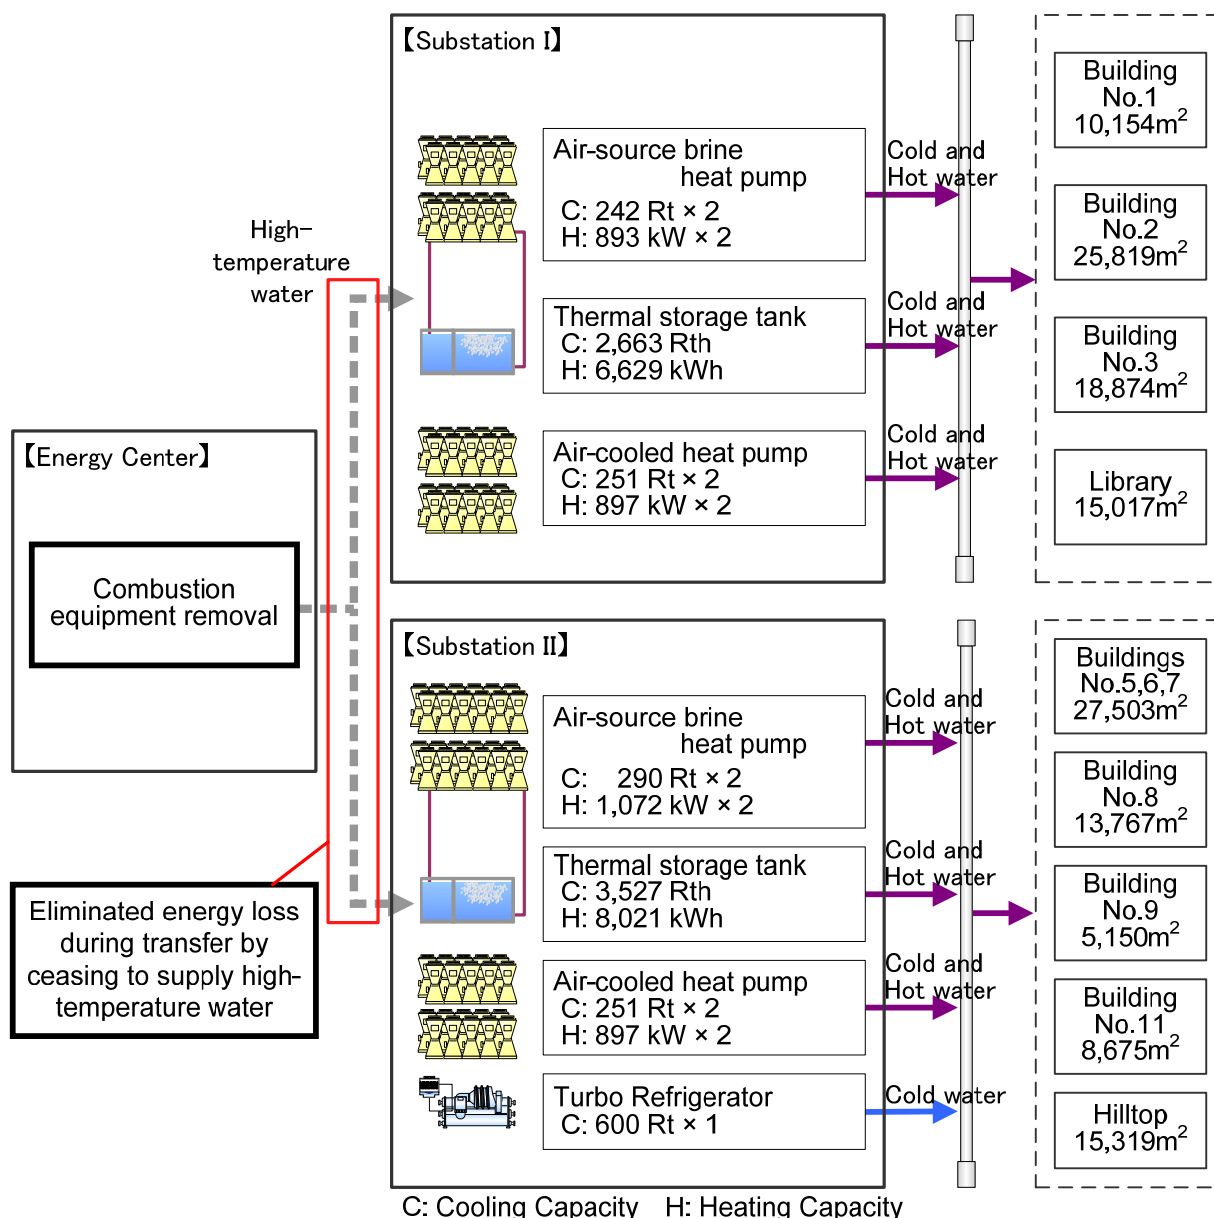 【Substation I】
Air-source brine
heat pump
C: 242 Rt × 2
H: 893 kW × 2
Cold and
Hot water
Thermal storage tank
C: 2,663 Rth
H: 6,629 kWh
Cold and
Hot water
Air-cooled heat pump
C: 251 Rt × 2
H: 897 kW × 2
Cold and
Hot water
Building
No.1
10,154m²
Building
No.2
25,819m²
Building
No.3
18,874m²
Library
15,017m²
High-
temperature
water
【Energy Center】
Combustion
equipment removal
Eliminated energy loss
during transfer by
ceasing to supply high-
temperature water
【Substation II】
Air-source brine
heat pump
C: 290 Rt × 2
H: 1,072 kW × 2
Cold and
Hot water
Thermal storage tank
C: 3,527 Rth
H: 8,021 kWh
Cold and
Hot water
Air-cooled heat pump
C: 251 Rt × 2
H: 897 kW × 2
Cold and
Hot water
Turbo Refrigerator
C: 600 Rt × 1
Cold water
Buildings
No.5,6,7
27,503m²
Building
No.8
13,767m²
Building
No.9
5,150m²
Building
No.11
8,675m²
Hilltop
15,319m²
C: Cooling Capacity H: Heating Capacity